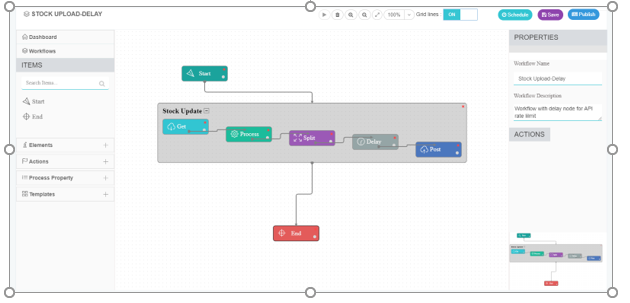 STOCK UPLOAD-DELAY
100%
Grid lines
ON
Schedule
Save
Publish
Dashboard
Workflows
ITEMS
Search items...
Start
End
Elements
Actions
Process Property
Templates
Start
Stock Update
Get
Process
Split
Delay
Post
End
PROPERTIES
Workflow Name
Stock Upload-Delay
Workflow Description
Workflow with delay node for API
rate limit
ACTIONS